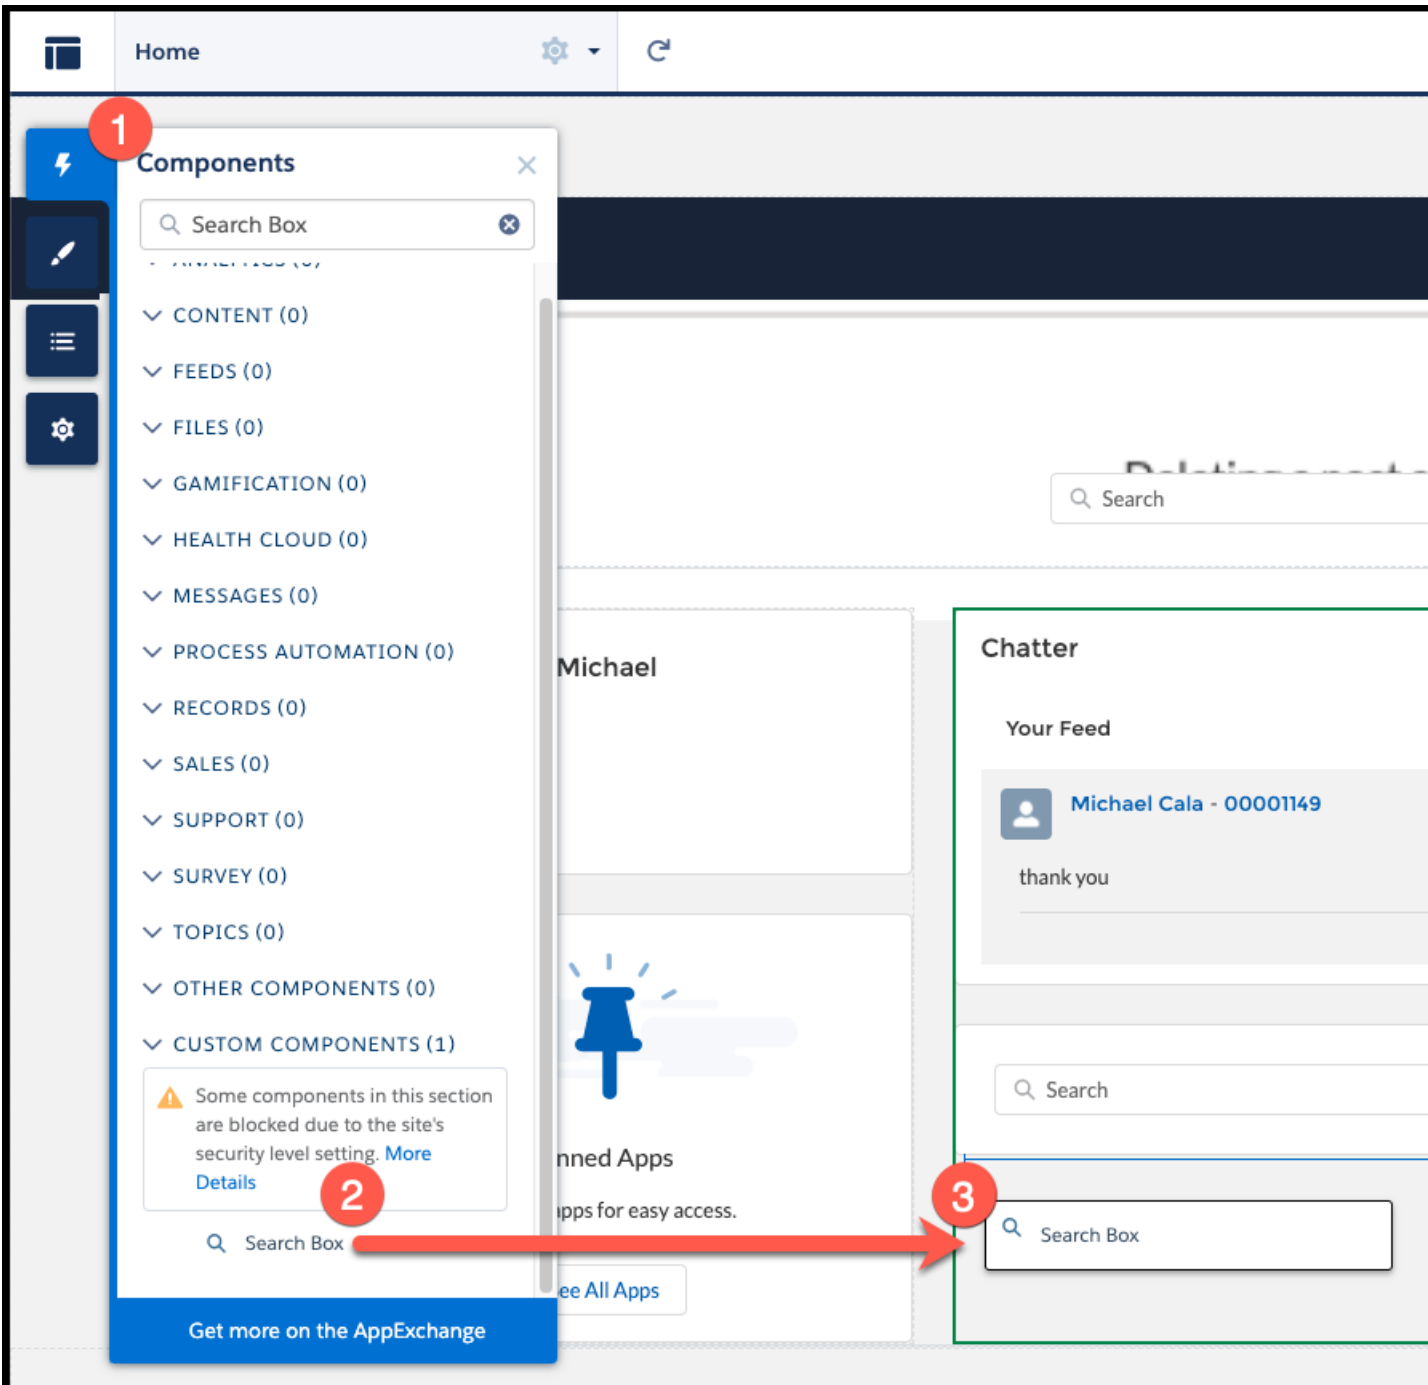 Home
1
Components
Search Box
CONTENT (0)
FEEDS (0)
FILES (0)
GAMIFICATION (0)
HEALTH CLOUD (0)
MESSAGES (0)
PROCESS AUTOMATION (0)
RECORDS (0)
SALES (0)
SUPPORT (0)
SURVEY (0)
TOPICS (0)
OTHER COMPONENTS (0)
CUSTOM COMPONENTS (1)
Some components in this section
are blocked due to the site's
security level setting. More
Details
2
Search Box
Get more on the AppExchange
Search
Michael
nned Apps
apps for easy access.
ee All Apps
Chatter
Your Feed
Michael Cala - 00001149
thank you
Search
3
Search Box